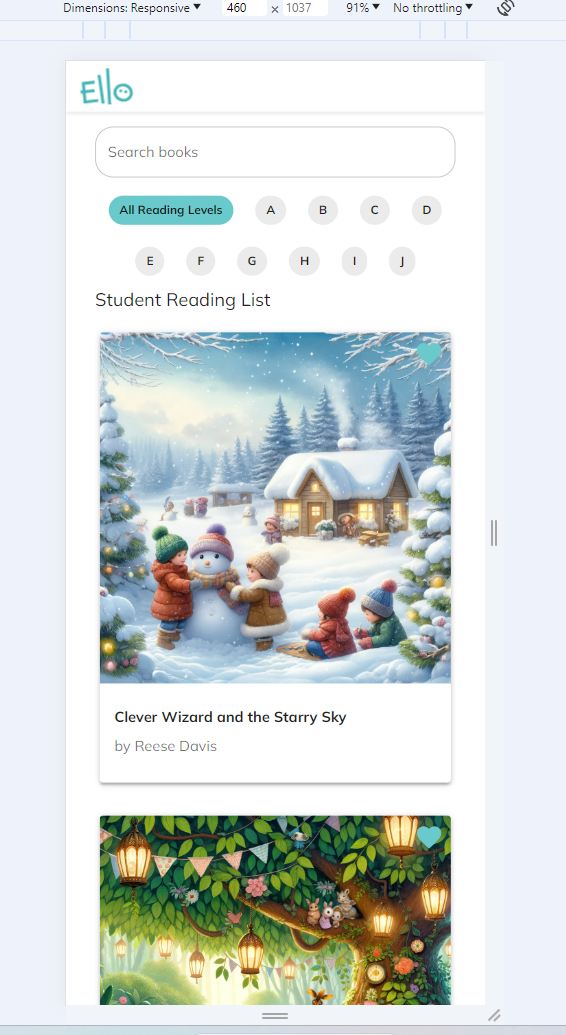 Dimensions: Responsive 460 x 1037 91% No throttling
Ello
Search books
All Reading Levels A B C D
E F G H I J
Student Reading List
Clever Wizard and the Starry Sky
by Reese Davis